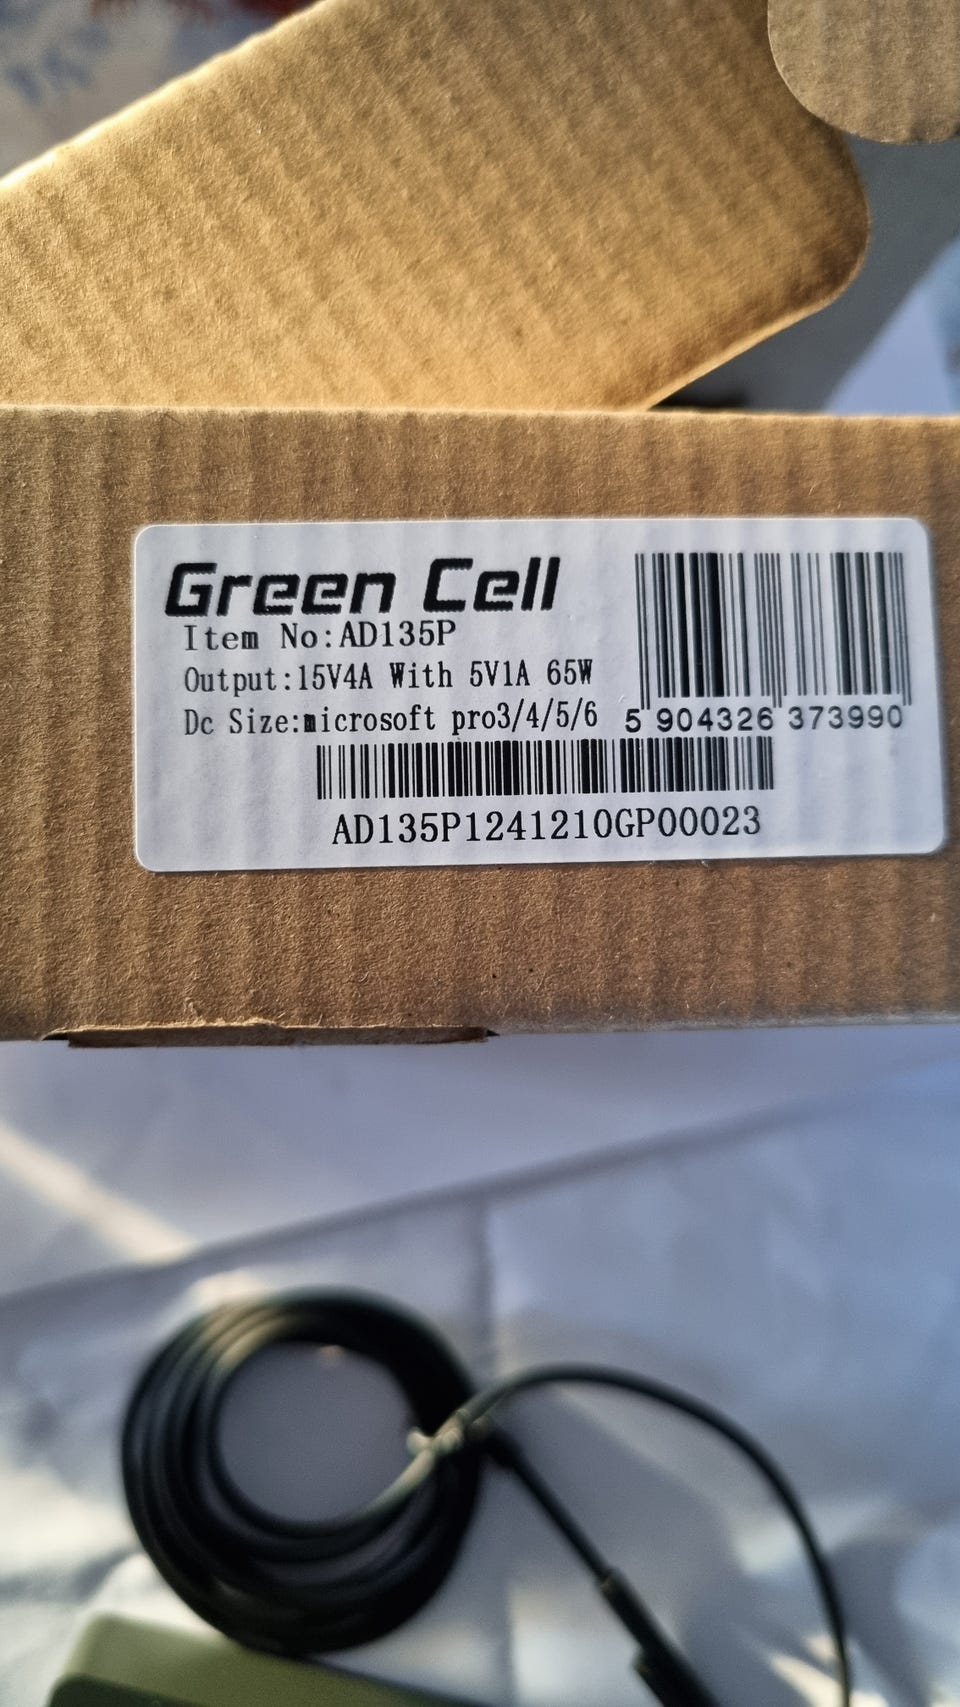 Green Cell
Item No:AD135P
Output:15V4A With 5V1A 65W
Dc Size:microsoft pro3/4/5/6
5 904326 373990
AD135P1241210GP00023